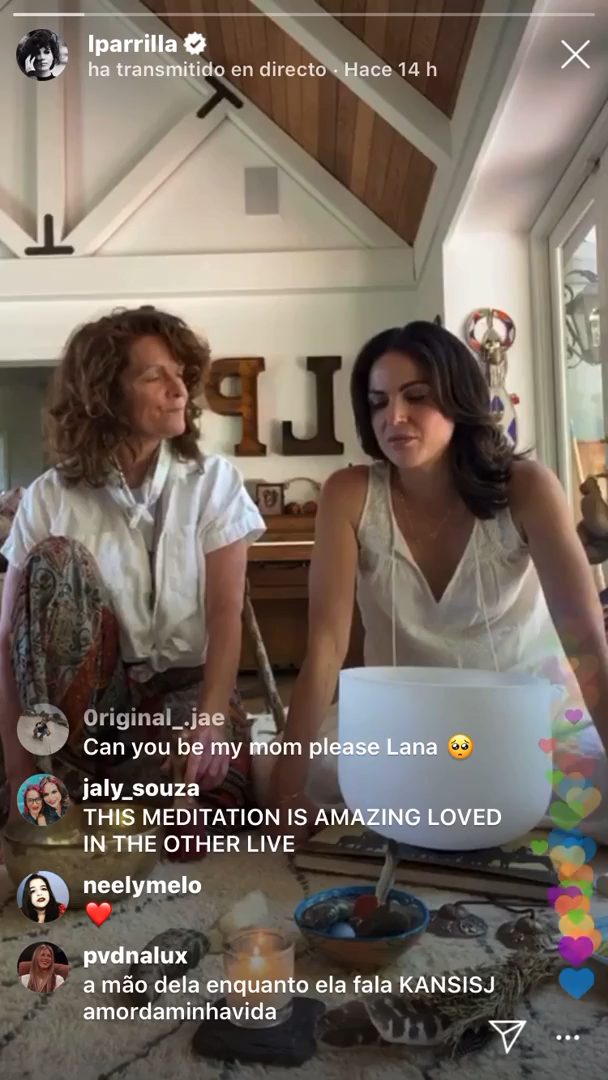 lparrilla
ha transmitido en directo · Hace 14 h
LP
0riginal_.jae
Can you be my mom please Lana 🥺
jaly_souza
THIS MEDITATION IS AMAZING LOVED
IN THE OTHER LIVE
neelymelo
❤️
pvdnalux
a mão dela enquanto ela fala KANSISJ
amordaminhavida